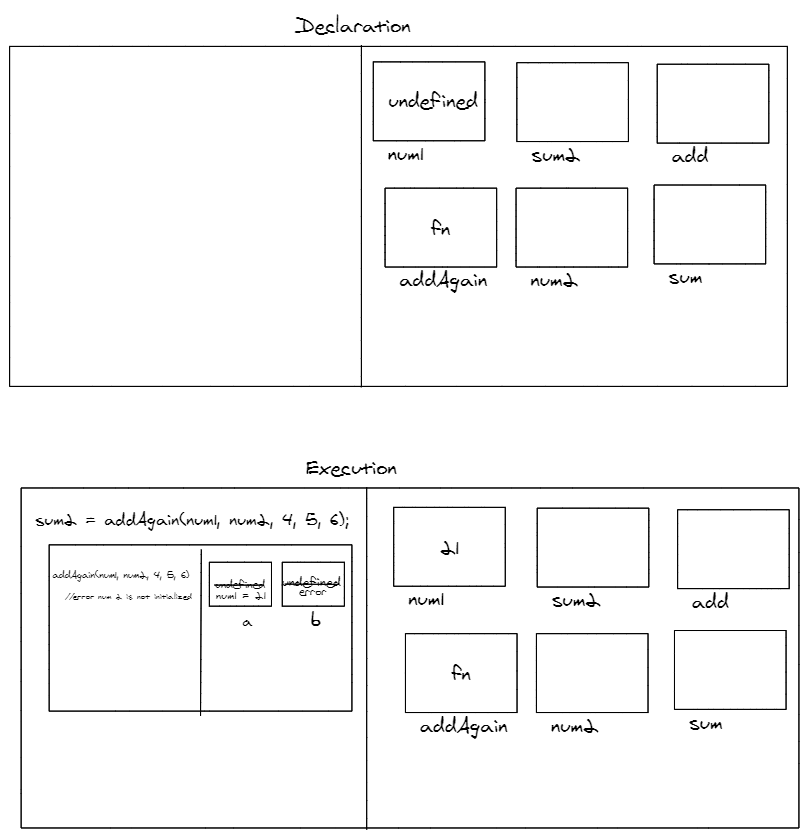 Declaration
undefined
num1 sum2 add
fn
addAgain num2 sum
Execution
sum2 = addAgain(num1, num2, 4, 5, 6);
addAgain(num1, num2, 4, 5, 6)
//error num 2 is not initialized
undefined undefined
num1 = 21 error
a b
21
num1 sum2 add
fn
addAgain num2 sum